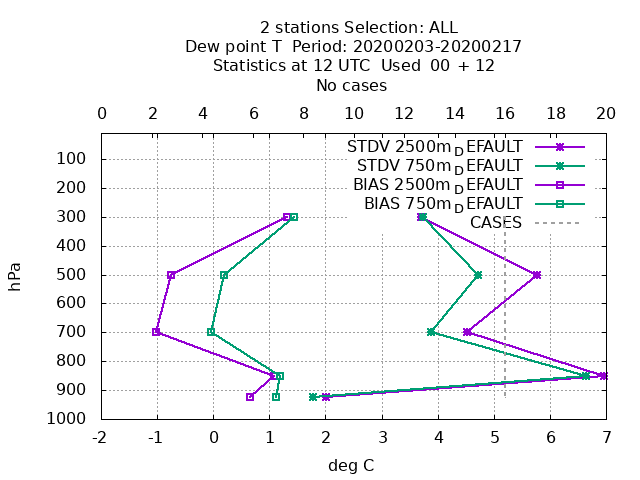 2 stations Selection: ALL
Dew point T  Period: 20200203-20200217
Statistics at 12 UTC  Used  00 + 12
No cases
0 2 4 6 8 10 12 14 16 18 20
STDV 2500m_DEFAULT
STDV 750m_DEFAULT
BIAS 2500m_DEFAULT
BIAS 750m_DEFAULT
CASES
100
200
300
400
500
600
700
800
900
1000
hPa
-2 -1 0 1 2 3 4 5 6 7
deg C